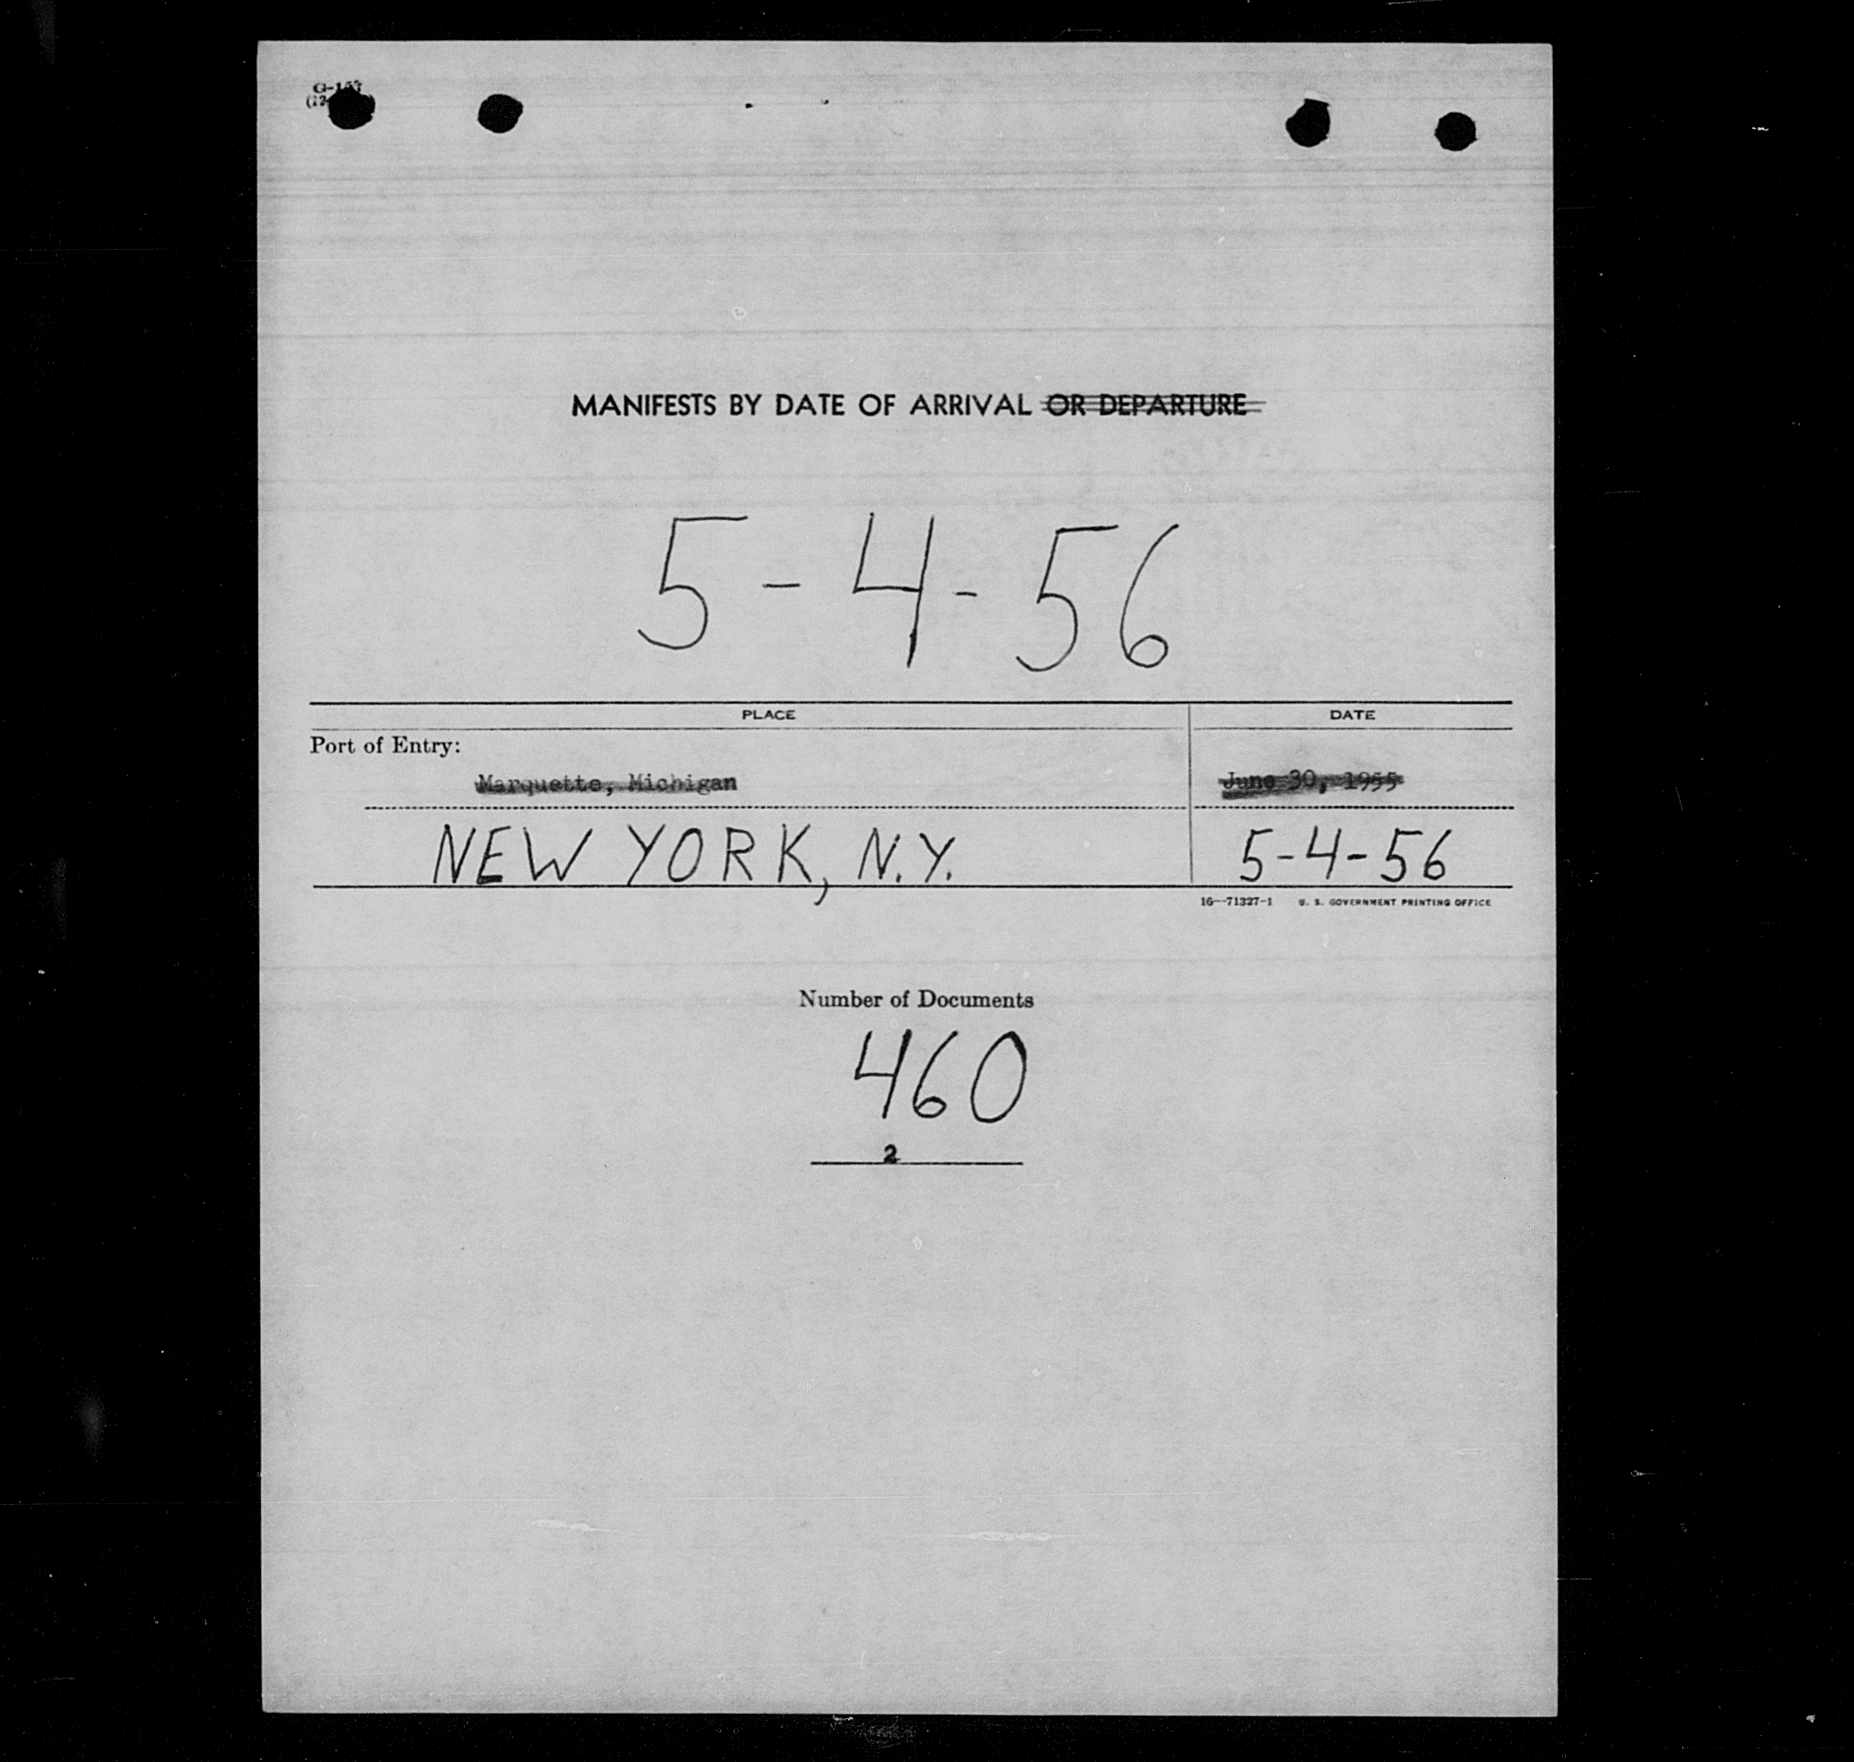 MANIFESTS BY DATE OF ARRIVAL OR DEPARTURE
5-4-56
PLACE DATE
Port of Entry:
Marquette, Michigan June 30, 1955
NEW YORK, N.Y. 5-4-56
16—71327-1 U. S. GOVERNMENT PRINTING OFFICE
Number of Documents
460
2